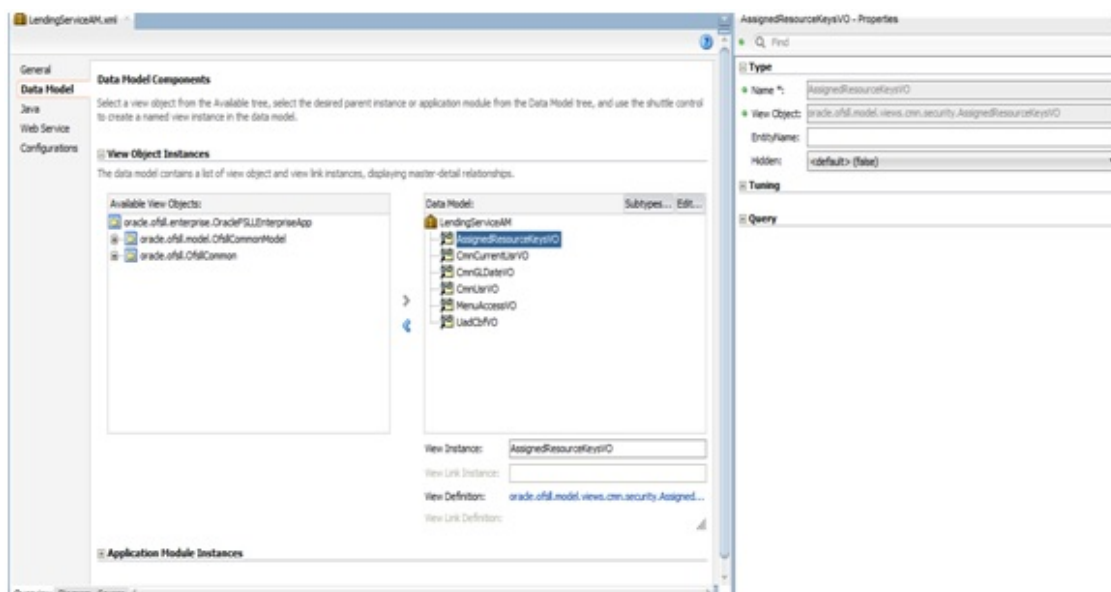 LendingServiceAM.xml
General
Data Model
Java
Web Service
Configurations
Data Model Components
Select a view object from the Available tree, select the desired parent instance or application module from the Data Model tree, and use the shuttle control
to create a named view instance in the data model.
View Object Instances
The data model contains a list of view object and view link instances, displaying master-detail relationships.
Available View Objects:
oracle.ofsll.enterprise.OraclePSLLEnterpriseApp
oracle.ofsll.model.OfsllCommonModel
oracle.ofsll.OfsllCommon
Data Model:
Subtypes... Edit...
LendingServiceAM
AssignedResourceKeysVO
CmnCurrentUsrVO
CmnGLDateVO
CmnUsrVO
MenuAccessVO
UadCbfVO
View Instance: AssignedResourceKeysVO
View Link Instance:
View Definition: oracle.ofsll.model.views.cmn.security.Assigned...
View Link Definition:
Application Module Instances
AssignedResourceKeysVO - Properties
Find
Type
Name *: AssignedResourceKeysVO
View Object: oracle.ofsll.model.views.cmn.security.AssignedResourceKeysVO
EntityName:
Hidden: <default> (false)
Tuning
Query